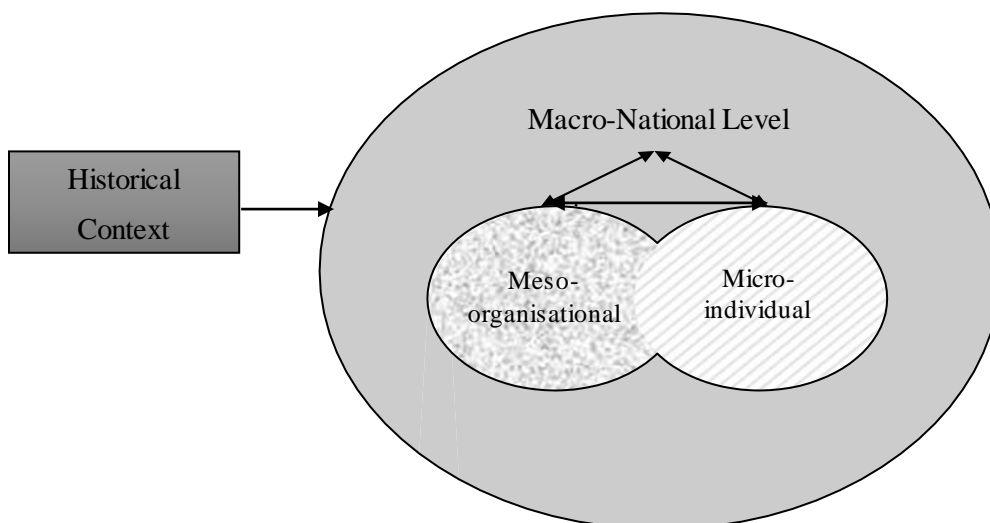 Macro-National Level
Historical
Context
Meso-
organisational
Micro-
individual